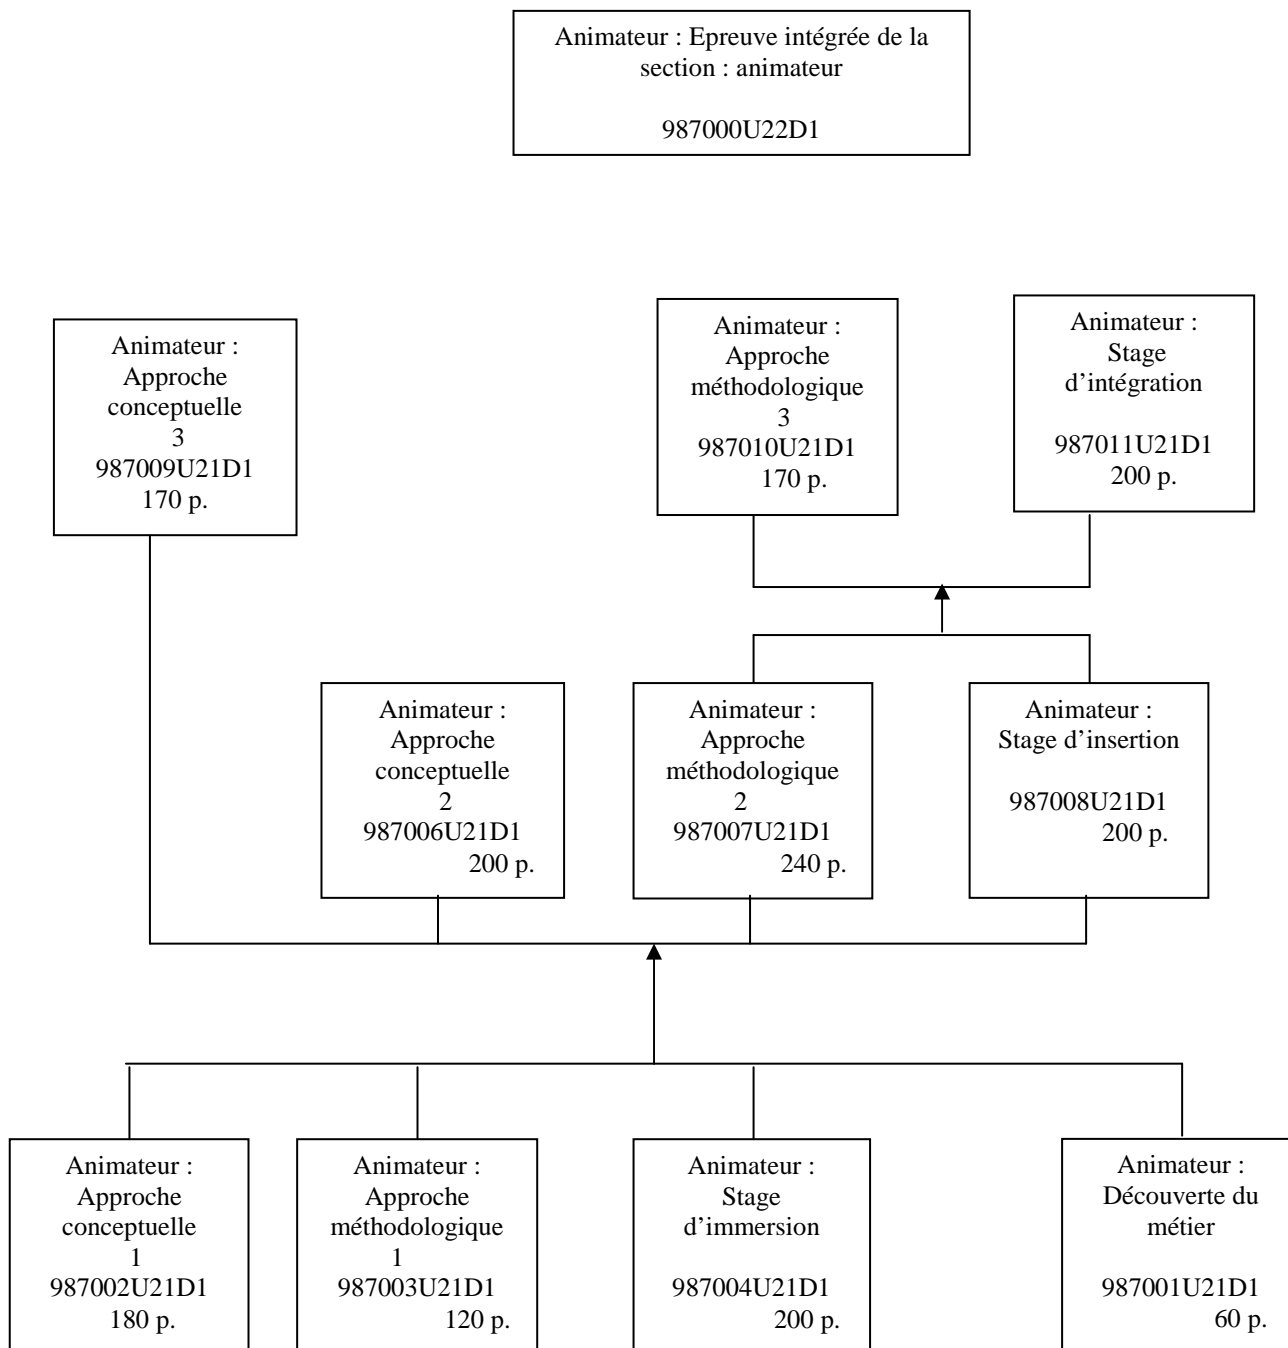 Animateur : Epreuve intégrée de la
section : animateur
987000U22D1
Animateur :
Approche
conceptuelle
3
987009U21D1
170 p.
Animateur :
Approche
méthodologique
3
987010U21D1
170 p.
Animateur :
Stage
d’intégration
987011U21D1
200 p.
Animateur :
Approche
conceptuelle
2
987006U21D1
200 p.
Animateur :
Approche
méthodologique
2
987007U21D1
240 p.
Animateur :
Stage d’insertion
987008U21D1
200 p.
Animateur :
Approche
conceptuelle
1
987002U21D1
180 p.
Animateur :
Approche
méthodologique
1
987003U21D1
120 p.
Animateur :
Stage
d’immersion
987004U21D1
200 p.
Animateur :
Découverte du
métier
987001U21D1
60 p.